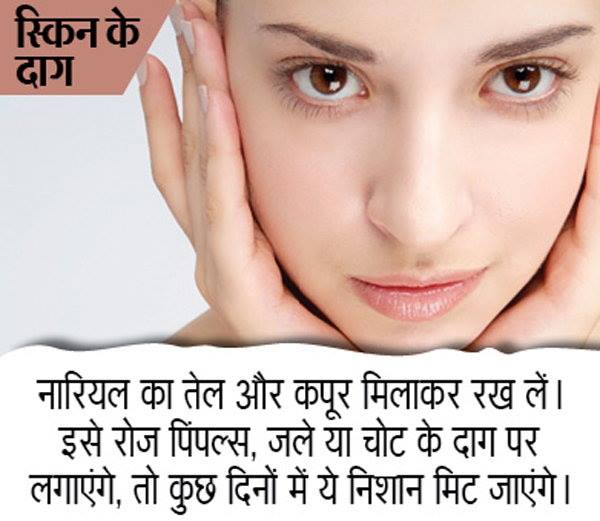 स्किन के
दाग
नारियल का तेल और कपूर मिलाकर रख लें।
इसे रोज पिंपल्स, जले या चोट के दाग पर
लगाएंगे, तो कुछ दिनों में ये निशान मिट जाएंगे।